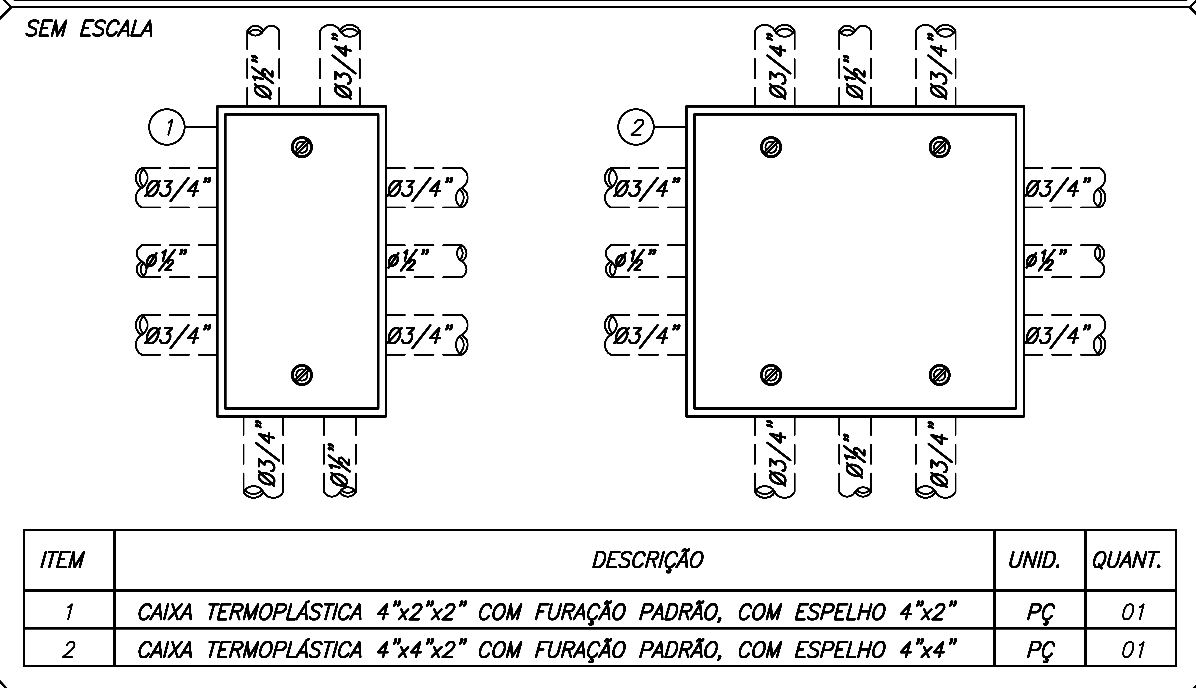 SEM ESCALA
Ø½" Ø3/4" Ø3/4" Ø½" Ø3/4"
1 2
Ø3/4" Ø3/4" Ø3/4" Ø3/4"
ø½" ø½" ø½" ø½"
Ø3/4" Ø3/4" Ø3/4" Ø3/4"
Ø3/4" Ø½" Ø3/4" Ø½" Ø3/4"
ITEM DESCRIÇÃO UNID. QUANT.
1 CAIXA TERMOPLÁSTICA 4"x2"x2" COM FURAÇÃO PADRÃO, COM ESPELHO 4"x2" PÇ 01
2 CAIXA TERMOPLÁSTICA 4"x4"x2" COM FURAÇÃO PADRÃO, COM ESPELHO 4"x4" PÇ 01